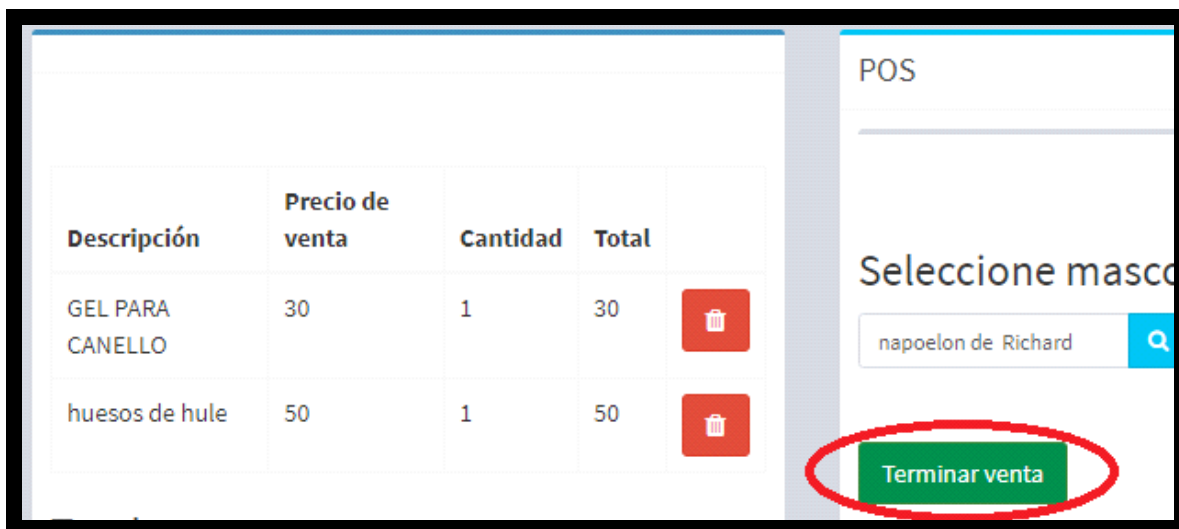 POS
Descripción Precio de venta Cantidad Total
GEL PARA CANELLO 30 1 30
huesos de hule 50 1 50
Seleccione masco
napoelon de Richard
Terminar venta